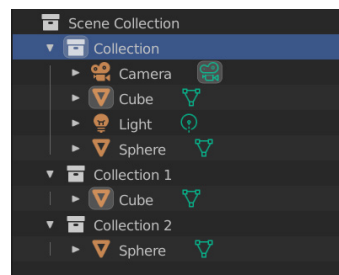 Scene Collection
Collection
Camera
Cube
Light
Sphere
Collection 1
Cube
Collection 2
Sphere